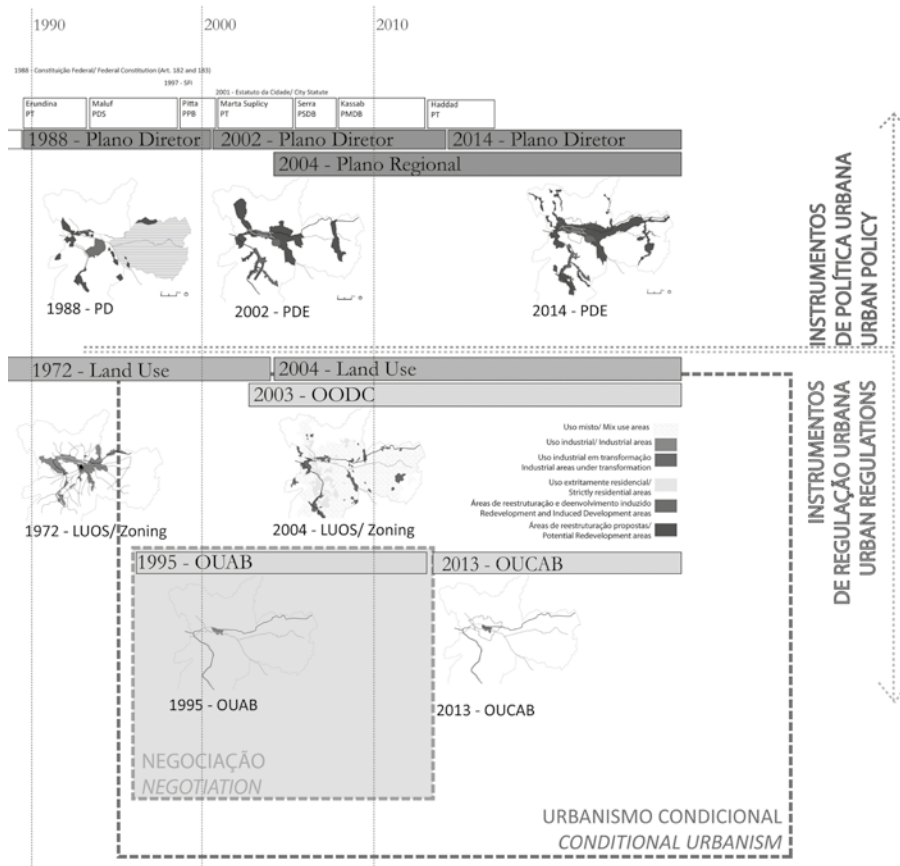 1990
2000
2010
1988 - Constituição Federal/ Federal Constitution (Art. 182 and 183)
1997 - SFI
2001 - Estatuto da Cidade/ City Statute
Erundina
PT
Maluf
PDS
Pitta
PPB
Marta Suplicy
PT
Serra
PSDB
Kassab
PMDB
Haddad
PT
1988 - Plano Diretor
2002 - Plano Diretor
2014 - Plano Diretor
2004 - Plano Regional
1988 - PD
2002 - PDE
2014 - PDE
INSTRUMENTOS
DE POLÍTICA URBANA
URBAN POLICY
1972 - Land Use
2004 - Land Use
2003 - OODC
Uso misto/ Mix use areas
Uso industrial/ Industrial areas
Uso industrial em transformação
Industrial areas under transformation
Uso extritamente residencial/
Strictly residential areas
Áreas de reestruturação e deenvolvimento induzido
Redevelopment and Induced Development areas
Áreas de reestruturação propostas/
Potential Redevelopment areas
1972 - LUOS/ Zoning
2004 - LUOS/ Zoning
INSTRUMENTOS
DE REGULAÇÃO URBANA
URBAN REGULATIONS
1995 - OUAB
2013 - OUCAB
1995 - OUAB
2013 - OUCAB
NEGOCIAÇÃO
NEGOTIATION
URBANISMO CONDICIONAL
CONDITIONAL URBANISM